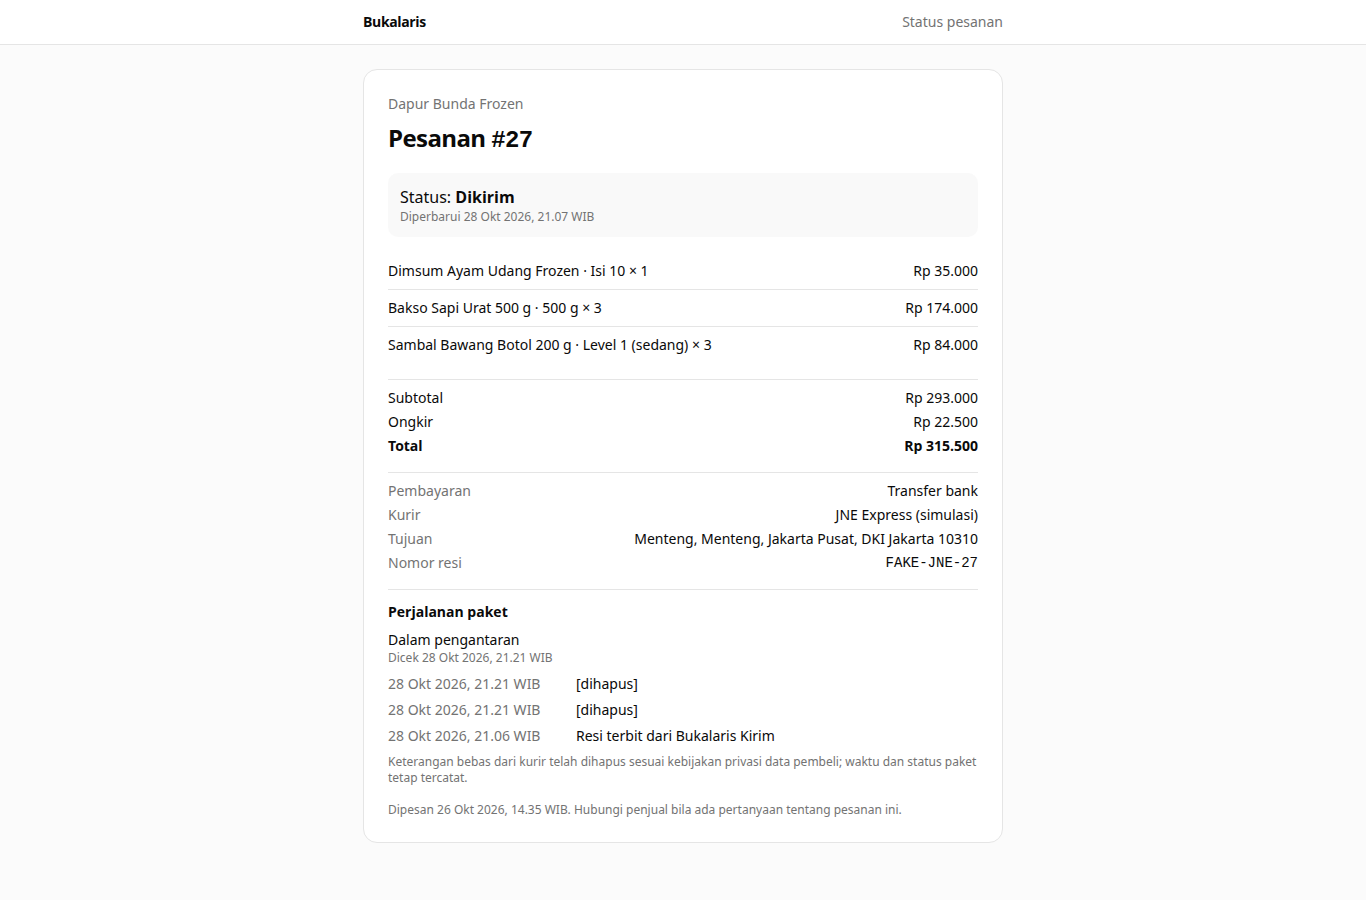 Bukalaris
Status pesanan
Dapur Bunda Frozen
Pesanan #27
Status: Dikirim
Diperbarui 28 Okt 2026, 21.07 WIB
Dimsum Ayam Udang Frozen · Isi 10 × 1 Rp 35.000
Bakso Sapi Urat 500 g · 500 g × 3 Rp 174.000
Sambal Bawang Botol 200 g · Level 1 (sedang) × 3 Rp 84.000
Subtotal Rp 293.000
Ongkir Rp 22.500
Total Rp 315.500
Pembayaran Transfer bank
Kurir JNE Express (simulasi)
Tujuan Menteng, Menteng, Jakarta Pusat, DKI Jakarta 10310
Nomor resi FAKE-JNE-27
Perjalanan paket
Dalam pengantaran
Dicek 28 Okt 2026, 21.21 WIB
28 Okt 2026, 21.21 WIB [dihapus]
28 Okt 2026, 21.21 WIB [dihapus]
28 Okt 2026, 21.06 WIB Resi terbit dari Bukalaris Kirim
Keterangan bebas dari kurir telah dihapus sesuai kebijakan privasi data pembeli; waktu dan status paket
tetap tercatat.
Dipesan 26 Okt 2026, 14.35 WIB. Hubungi penjual bila ada pertanyaan tentang pesanan ini.